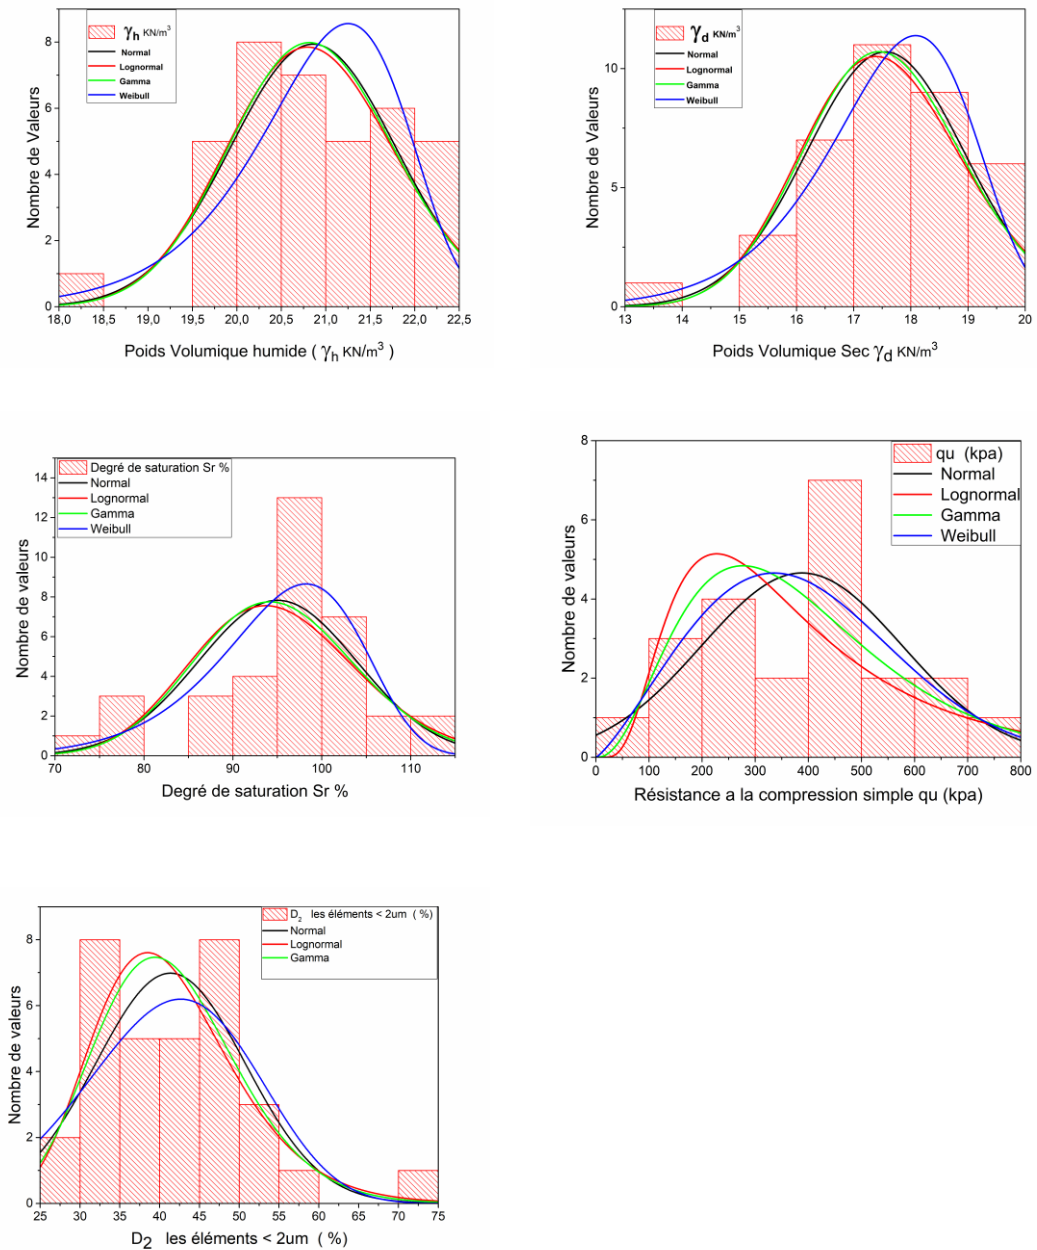 γh KN/m³
Normal
Lognormal
Gamma
Weibull
Nombre de Valeurs
8
6
4
2
0
18,0 18,5 19,0 19,5 20,0 20,5 21,0 21,5 22,0 22,5
Poids Volumique humide ( γh KN/m³ )
γd KN/m³
Normal
Lognormal
Gamma
Weibull
Nombre de Valeurs
10
5
0
13 14 15 16 17 18 19 20
Poids Volumique Sec γd KN/m³
Degré de saturation Sr %
Normal
Lognormal
Gamma
Weibull
Nombre de valeurs
14
12
10
8
6
4
2
0
70 80 90 100 110
Degré de saturation Sr %
qu (kpa)
Normal
Lognormal
Gamma
Weibull
Nombre de valeurs
8
6
4
2
0
0 100 200 300 400 500 600 700 800
Résistance a la compression simple qu (kpa)
D2 les éléments < 2um ( %)
Normal
Lognormal
Gamma
Nombre de valeurs
8
6
4
2
0
25 30 35 40 45 50 55 60 65 70 75
D2 les éléments < 2um ( %)